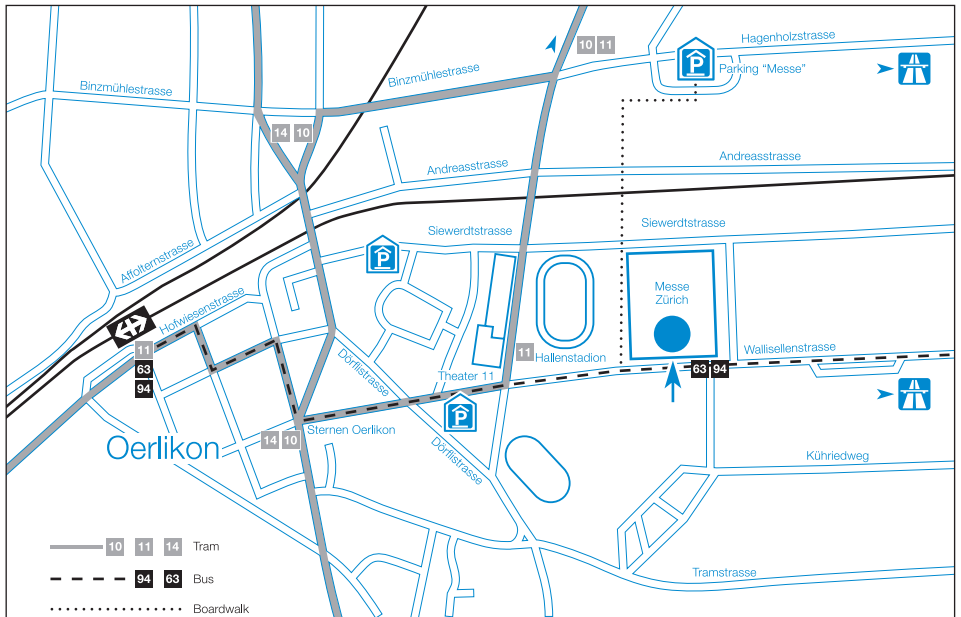 10 11
Hagenholzstrasse
P
Parking "Messe"
Binzmühlestrasse
Binzmühlestrasse
14 10
Andreasstrasse
Andreasstrasse
Siewerdtstrasse
Siewerdtstrasse
Affolternstrasse
P
Hofwiesenstrasse
Messe
Zürich
11
63
94
11
Hallenstadion
Wallisellenstrasse
Dörflistrasse
Theater 11
63 94
P
14 10
Sternen Oerlikon
Oerlikon
Dörflistrasse
Kühriedweg
10 11 14 Tram
94 63 Bus
Tramstrasse
Boardwalk